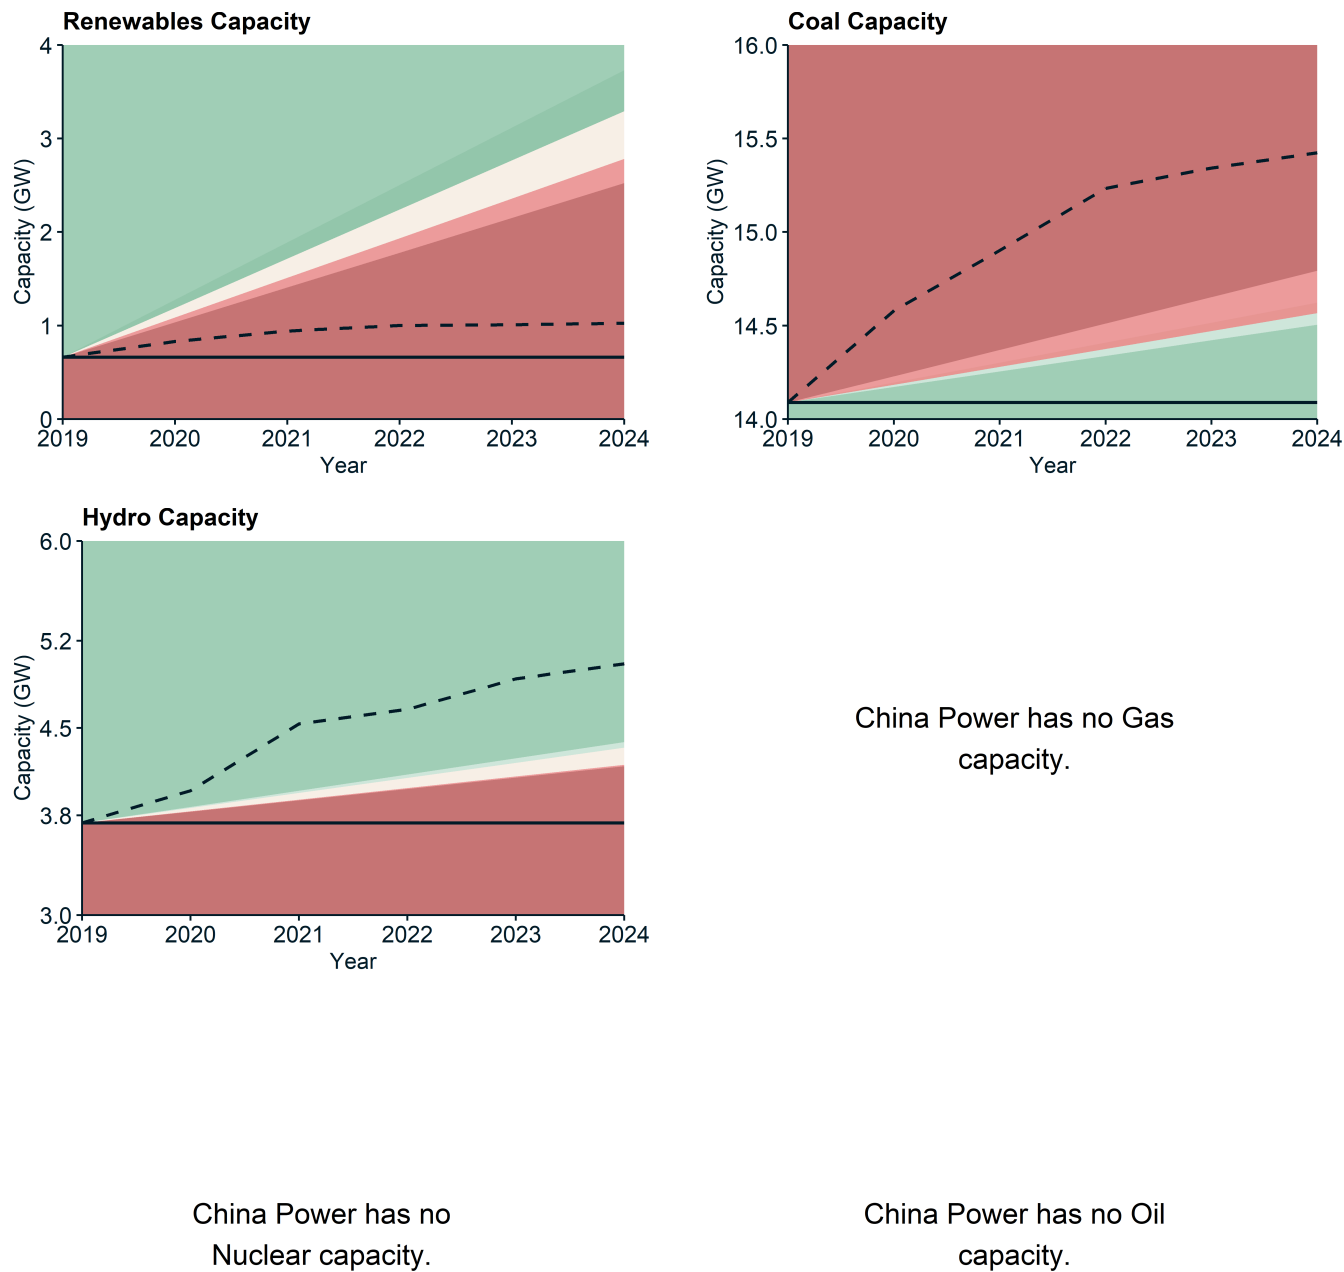 Renewables Capacity
Capacity (GW)
4
3
2
1
0
2019 2020 2021 2022 2023 2024
Year
Coal Capacity
Capacity (GW)
16.0
15.5
15.0
14.5
14.0
2019 2020 2021 2022 2023 2024
Year
Hydro Capacity
Capacity (GW)
6.0
5.2
4.5
3.8
3.0
2019 2020 2021 2022 2023 2024
Year
China Power has no Gas
capacity.
China Power has no
Nuclear capacity.
China Power has no Oil
capacity.